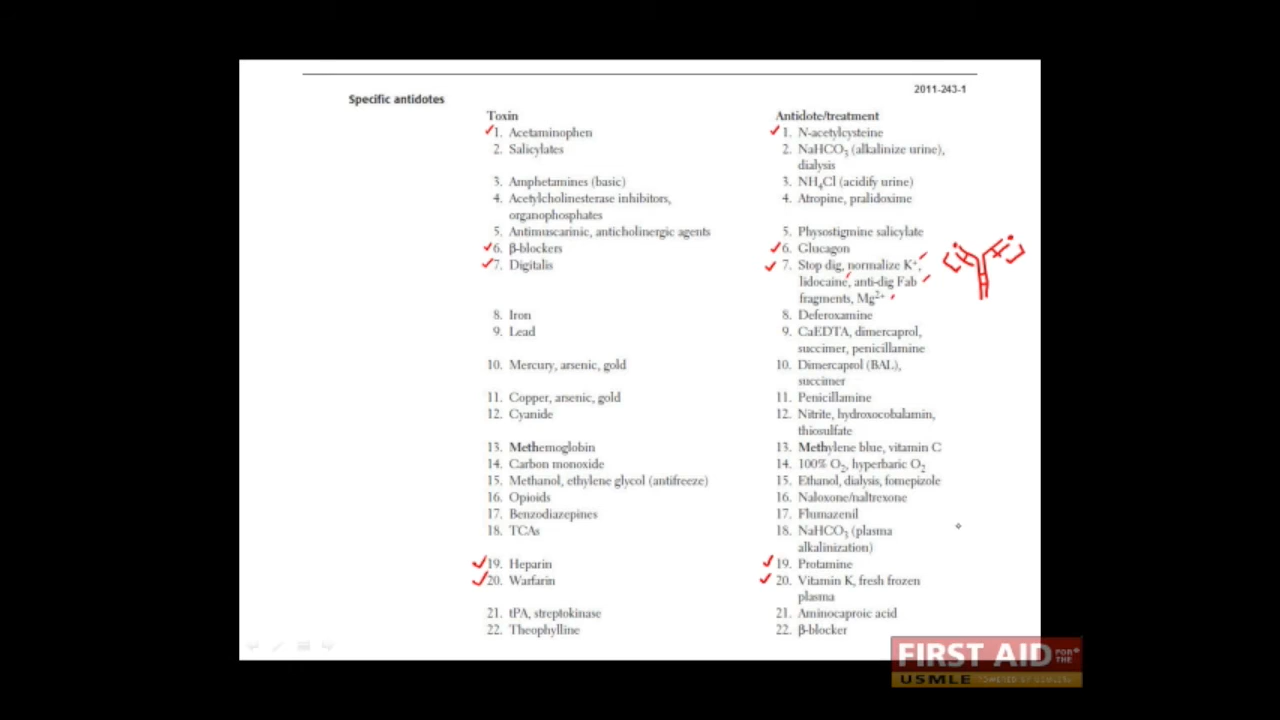 2011-243-1
Specific antidotes
Toxin Antidote/treatment
1. Acetaminophen 1. N-acetylcysteine
2. Salicylates 2. NaHCO₃ (alkalinize urine),
dialysis
3. Amphetamines (basic) 3. NH₄Cl (acidify urine)
4. Acetylcholinesterase inhibitors, 4. Atropine, pralidoxime
organophosphates
5. Antimuscarinic, anticholinergic agents 5. Physostigmine salicylate
6. β-blockers 6. Glucagon
7. Digitalis 7. Stop dig, normalize K⁺,
lidocaine, anti-dig Fab
fragments, Mg²⁺
8. Iron 8. Deferoxamine
9. Lead 9. CaEDTA, dimercaprol,
succimer, penicillamine
10. Mercury, arsenic, gold 10. Dimercaprol (BAL),
succimer
11. Copper, arsenic, gold 11. Penicillamine
12. Cyanide 12. Nitrite, hydroxocobalamin,
thiosulfate
13. Methemoglobin 13. Methylene blue, vitamin C
14. Carbon monoxide 14. 100% O₂, hyperbaric O₂
15. Methanol, ethylene glycol (antifreeze) 15. Ethanol, dialysis, fomepizole
16. Opioids 16. Naloxone/naltrexone
17. Benzodiazepines 17. Flumazenil
18. TCAs 18. NaHCO₃ (plasma
alkalinization)
19. Heparin 19. Protamine
20. Warfarin 20. Vitamin K, fresh frozen
plasma
21. tPA, streptokinase 21. Aminocaproic acid
22. Theophylline 22. β-blocker
FIRST AID FOR THE
USMLE